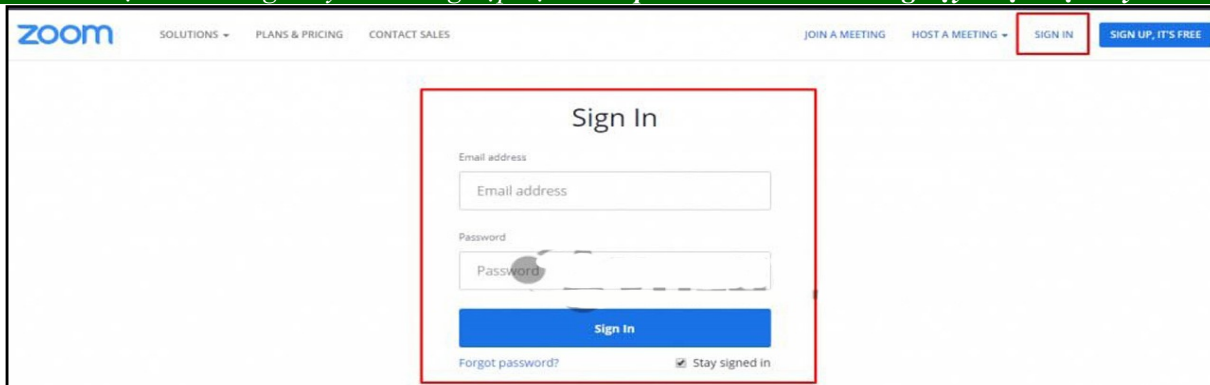 zoom SOLUTIONS PLANS & PRICING CONTACT SALES JOIN A MEETING HOST A MEETING SIGN IN SIGN UP, IT'S FREE
Sign In
Email address
Email address
Password
Password
Sign In
Forgot password? Stay signed in